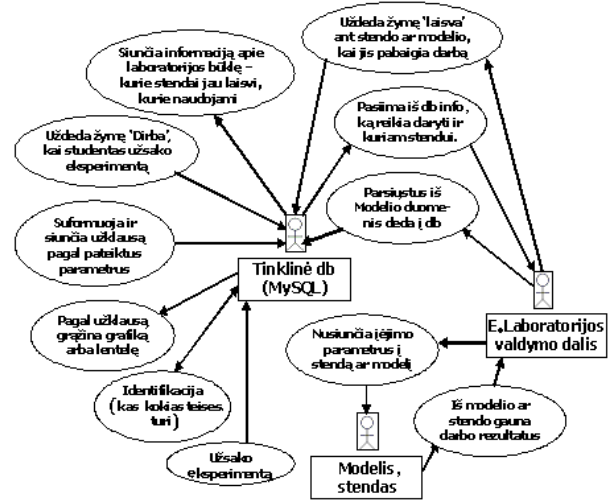 Siunčia informaciją apie
laboratorijos būklę –
kurie stendai jau laisvi,
kurie naudojami
Uždeda žymę 'laisva'
ant stendo ar modelio,
kai jis pabaigia darbą
Uždeda žymę 'Dirba',
kai studentas užsako
eksperimentą
Pasiima iš db info,
ką reikia daryti ir
kuriam stendui.
Suformuoja ir
siunčia užklausą
pagal pateiktus
parametrus
Parsiųstus iš
Modelio duome-
nis deda į db
Tinklinė db
(MySQL)
Pagal užklausą
grąžina grafiką
arba lentelę
Nusiunčia įėjimo
parametrus į
stendą ar modelį
E.Laboratorijos
valdymo dalis
Identifikacija
( kas kokias teises
turi )
Iš modelio ar
stendo gauna
darbo rezultatus
Užsako
eksperimentą
Modelis ,
stendas